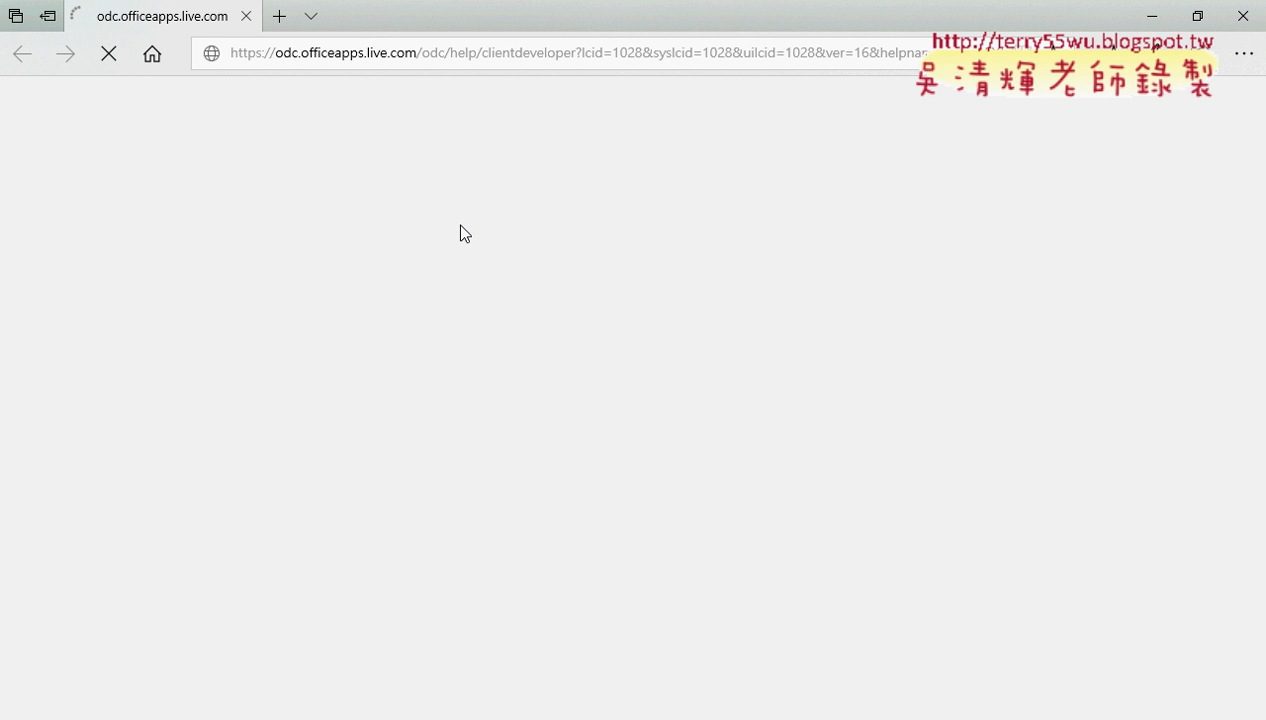 odc.officeapps.live.com
https://odc.officeapps.live.com/odc/help/clientdeveloper?lcid=1028&syslcid=1028&uilcid=1028&ver=16&helpnar
http://terry55wu.blogspot.tw
吳清輝老師錄製